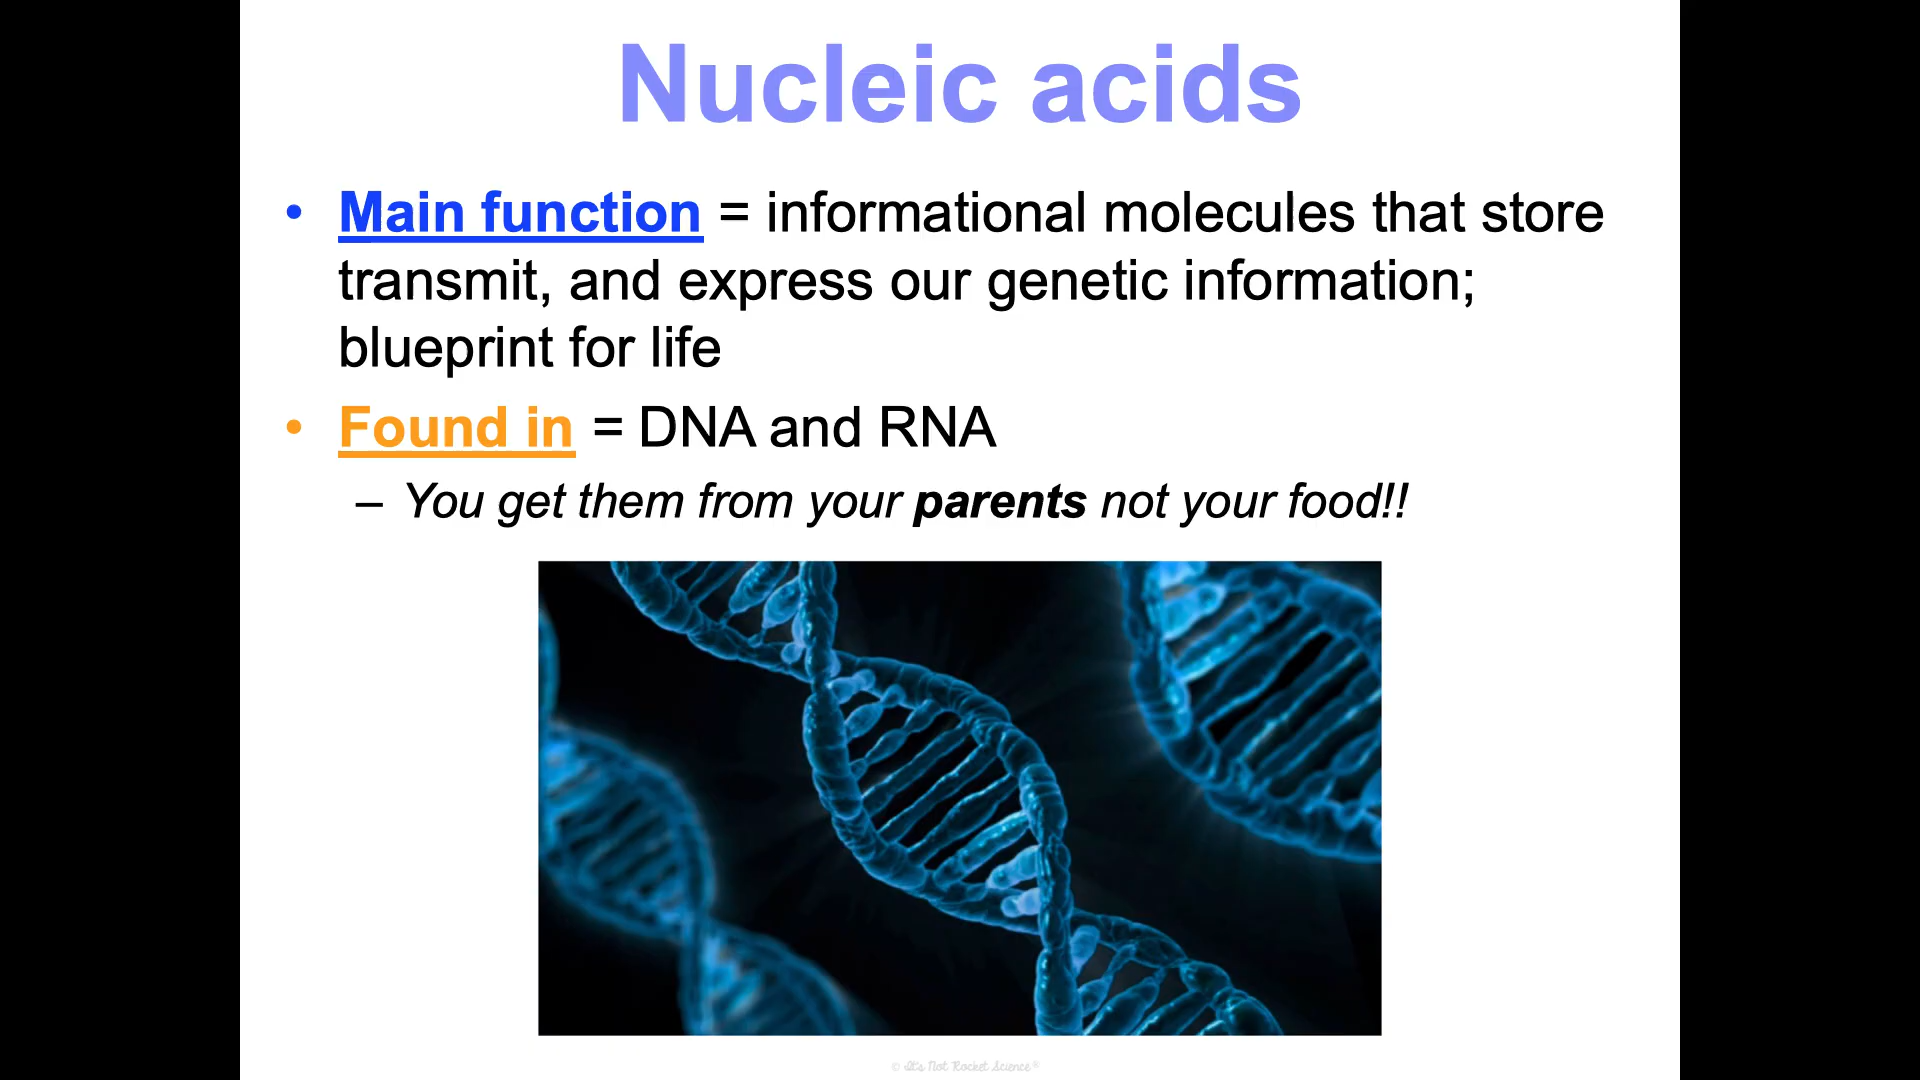 Nucleic acids
• Main function = informational molecules that store
transmit, and express our genetic information;
blueprint for life
• Found in = DNA and RNA
– You get them from your parents not your food!!
© It's Not Rocket Science®